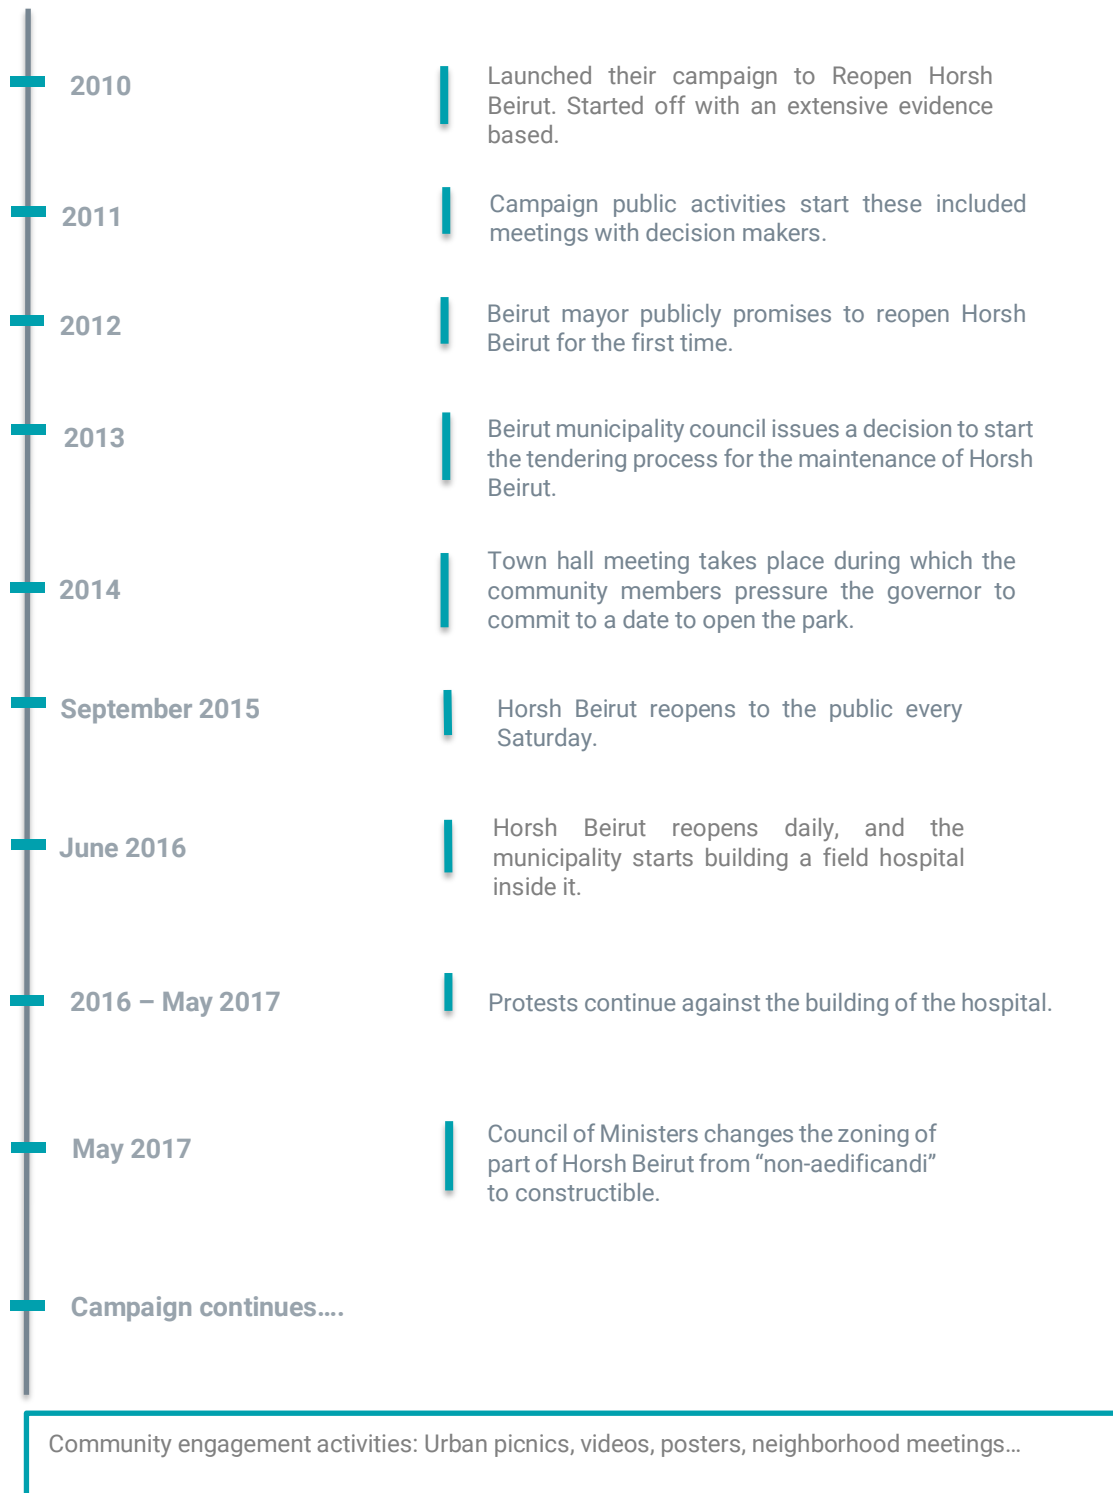 2010
Launched their campaign to Reopen Horsh
Beirut. Started off with an extensive evidence
based.
2011
Campaign public activities start these included
meetings with decision makers.
2012
Beirut mayor publicly promises to reopen Horsh
Beirut for the first time.
2013
Beirut municipality council issues a decision to start
the tendering process for the maintenance of Horsh
Beirut.
2014
Town hall meeting takes place during which the
community members pressure the governor to
commit to a date to open the park.
September 2015
Horsh Beirut reopens to the public every
Saturday.
June 2016
Horsh Beirut reopens daily, and the
municipality starts building a field hospital
inside it.
2016 – May 2017
Protests continue against the building of the hospital.
May 2017
Council of Ministers changes the zoning of
part of Horsh Beirut from “non-aedificandi”
to constructible.
Campaign continues….
Community engagement activities: Urban picnics, videos, posters, neighborhood meetings…